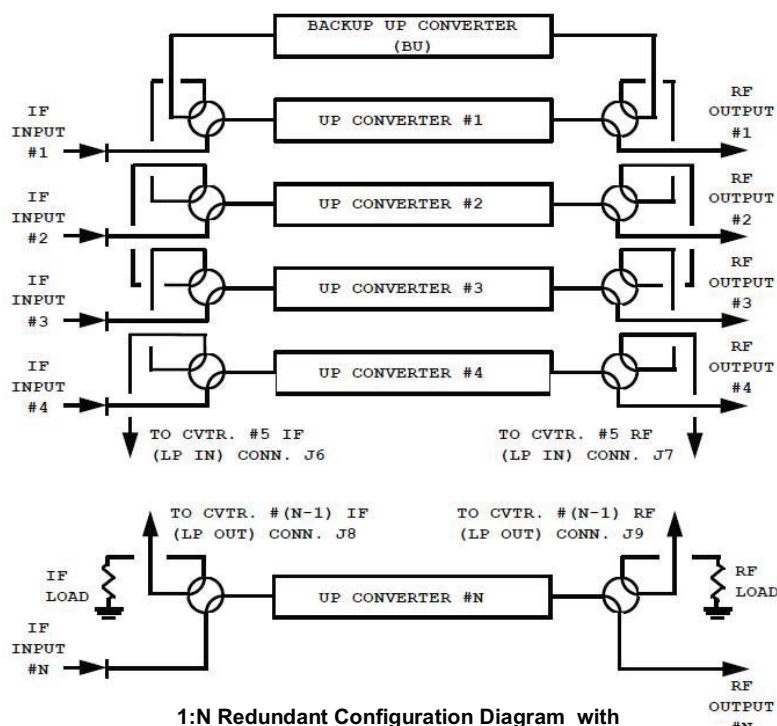 BACKUP UP CONVERTER
(BU)
IF
INPUT
#1
UP CONVERTER #1
RF
OUTPUT
#1
IF
INPUT
#2
UP CONVERTER #2
RF
OUTPUT
#2
IF
INPUT
#3
UP CONVERTER #3
RF
OUTPUT
#3
IF
INPUT
#4
UP CONVERTER #4
RF
OUTPUT
#4
TO CVTR. #5 IF
(LP IN) CONN. J6
TO CVTR. #5 RF
(LP IN) CONN. J7
TO CVTR. #(N-1) IF
(LP OUT) CONN. J8
TO CVTR. #(N-1) RF
(LP OUT) CONN. J9
IF
LOAD
UP CONVERTER #N
RF
LOAD
IF
INPUT
#N
RF
OUTPUT
#N
1:N Redundant Configuration Diagram with